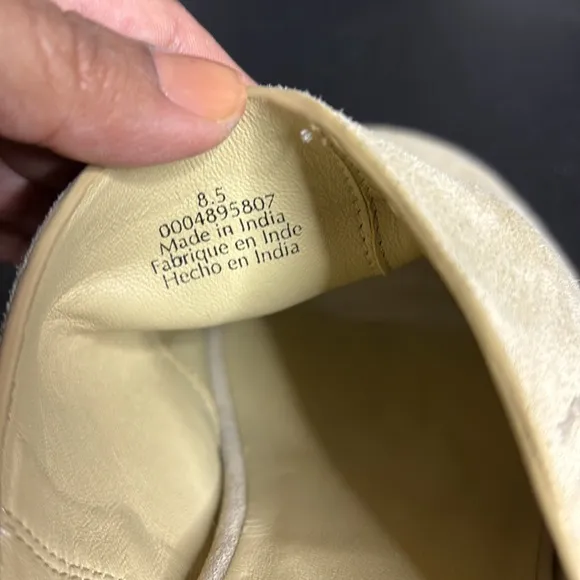 8.5
0004895807
Made in India
Fabrique en Inde
Hecho en India